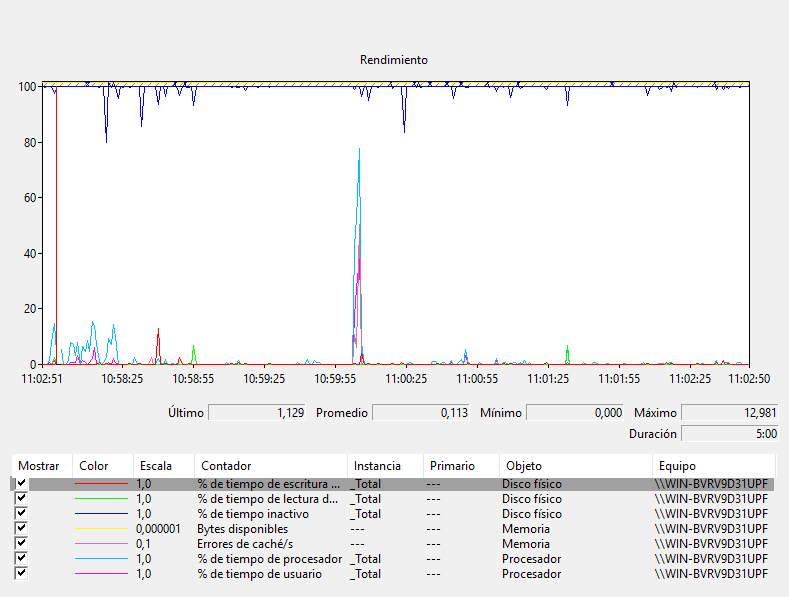 Rendimiento
100
80
60
40
20
0
11:02:51 10:58:25 10:58:55 10:59:25 10:59:55 11:00:25 11:00:55 11:01:25 11:01:55 11:02:25 11:02:50
Último 1,129 Promedio 0,113 Mínimo 0,000 Máximo 12,981
Duración 5:00
Mostrar Color Escala Contador Instancia Primario Objeto Equipo
1,0 % de tiempo de escritura ... _Total --- Disco físico \\WIN-BVRV9D31UPF
1,0 % de tiempo de lectura d... _Total --- Disco físico \\WIN-BVRV9D31UPF
1,0 % de tiempo inactivo _Total --- Disco físico \\WIN-BVRV9D31UPF
0,000001 Bytes disponibles --- --- Memoria \\WIN-BVRV9D31UPF
0,1 Errores de caché/s --- --- Memoria \\WIN-BVRV9D31UPF
1,0 % de tiempo de procesador _Total --- Procesador \\WIN-BVRV9D31UPF
1,0 % de tiempo de usuario _Total --- Procesador \\WIN-BVRV9D31UPF